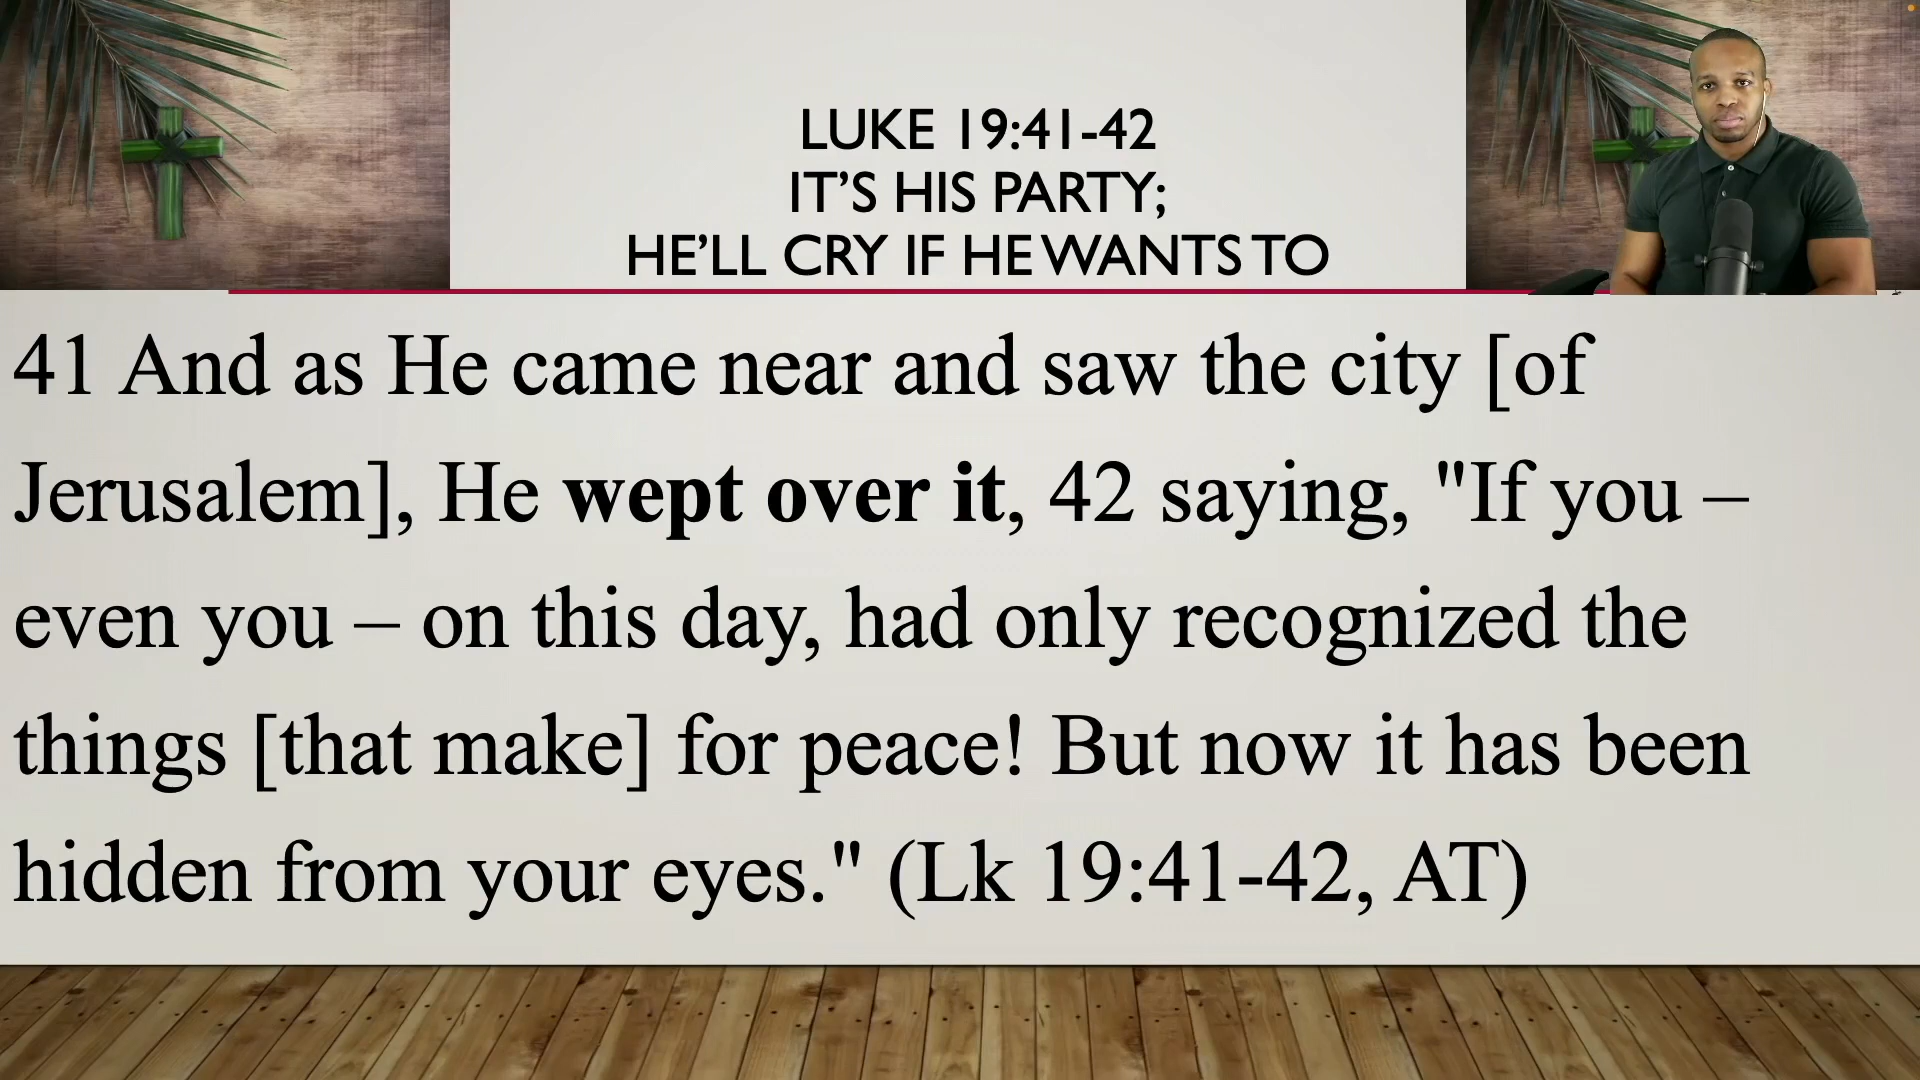 LUKE 19:41-42
IT’S HIS PARTY;
HE’LL CRY IF HE WANTS TO
41 And as He came near and saw the city [of
Jerusalem], He wept over it, 42 saying, "If you –
even you – on this day, had only recognized the
things [that make] for peace! But now it has been
hidden from your eyes." (Lk 19:41-42, AT)